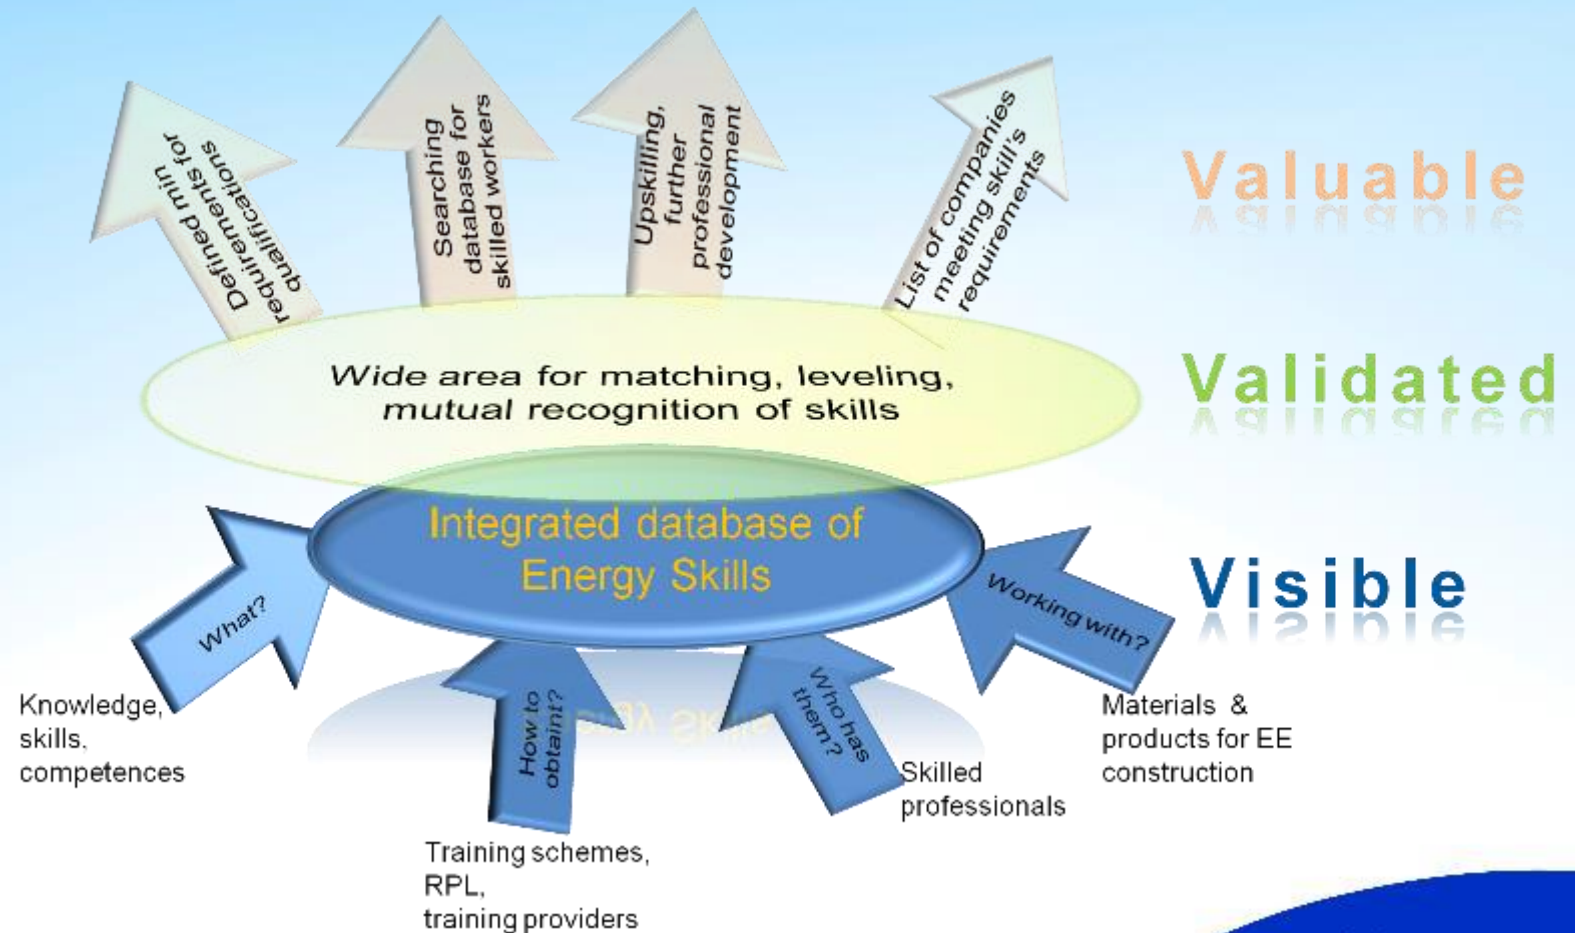 Defined min
requirements for
qualifications
Searching
database for
skilled workers
Upskilling,
further
professional
development
List of companies
meeting skill's
requirements
Valuable
Wide area for matching, leveling,
mutual recognition of skills
Validated
Integrated database of
Energy Skills
Visible
What?
How to
obtaint?
Who has
them?
Working with?
Knowledge,
skills,
competences
Training schemes,
RPL,
training providers
Skilled
professionals
Materials &
products for EE
construction